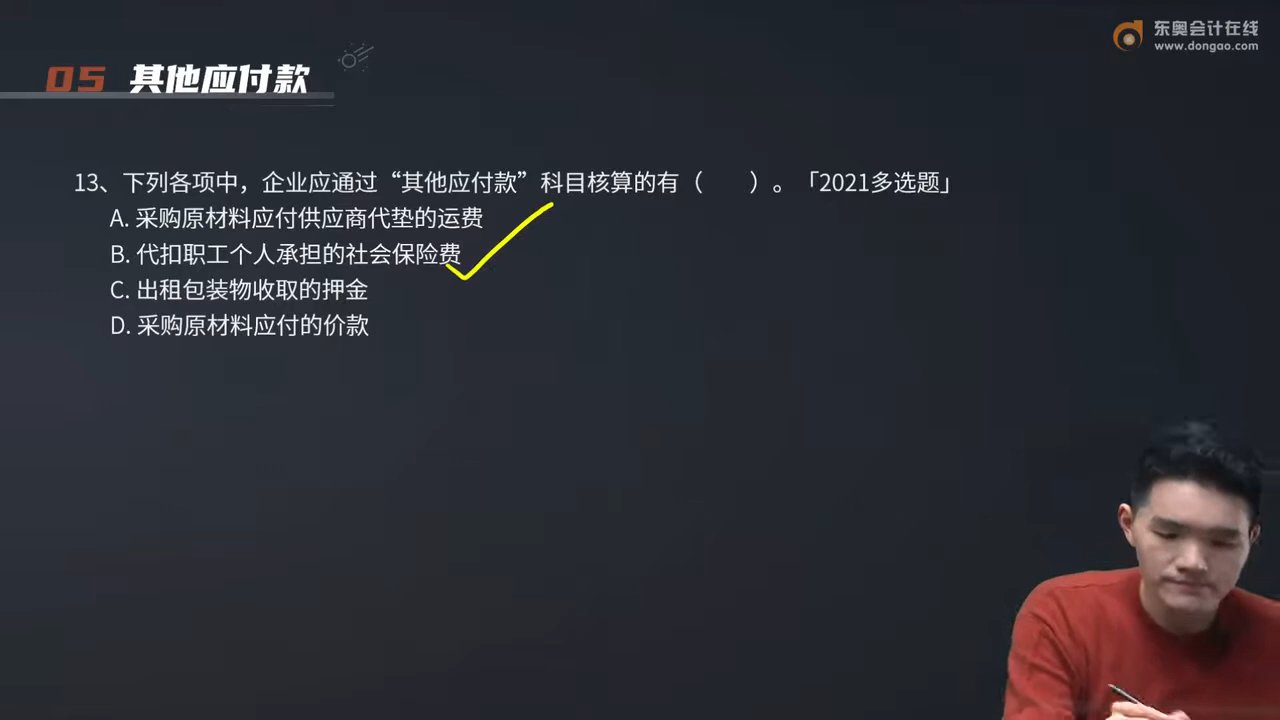 东奥会计在线
www.dongao.com
05 其他应付款
13、下列各项中，企业应通过“其他应付款”科目核算的有（　　）。「2021多选题」
A. 采购原材料应付供应商代垫的运费
B. 代扣职工个人承担的社会保险费
C. 出租包装物收取的押金
D. 采购原材料应付的价款